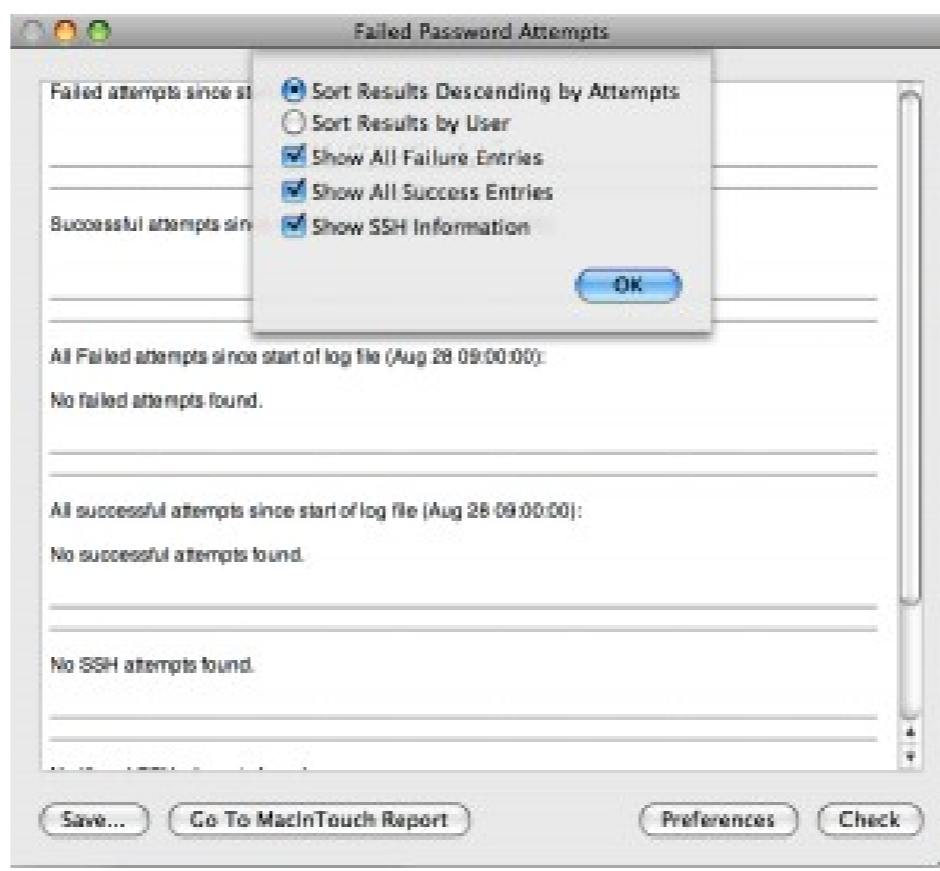 Failed Password Attempts
Sort Results Descending by Attempts
Sort Results by User
Show All Failure Entries
Show All Success Entries
Show SSH Information
OK
Failed attempts since st
Successful attempts sin
All Failed attempts since start of log file (Aug 28 09:00:00):
No failed attempts found.
All successful attempts since start of log file (Aug 28 09:00:00):
No successful attempts found.
No SSH attempts found.
Save...
Go To MacInTouch Report
Preferences
Check